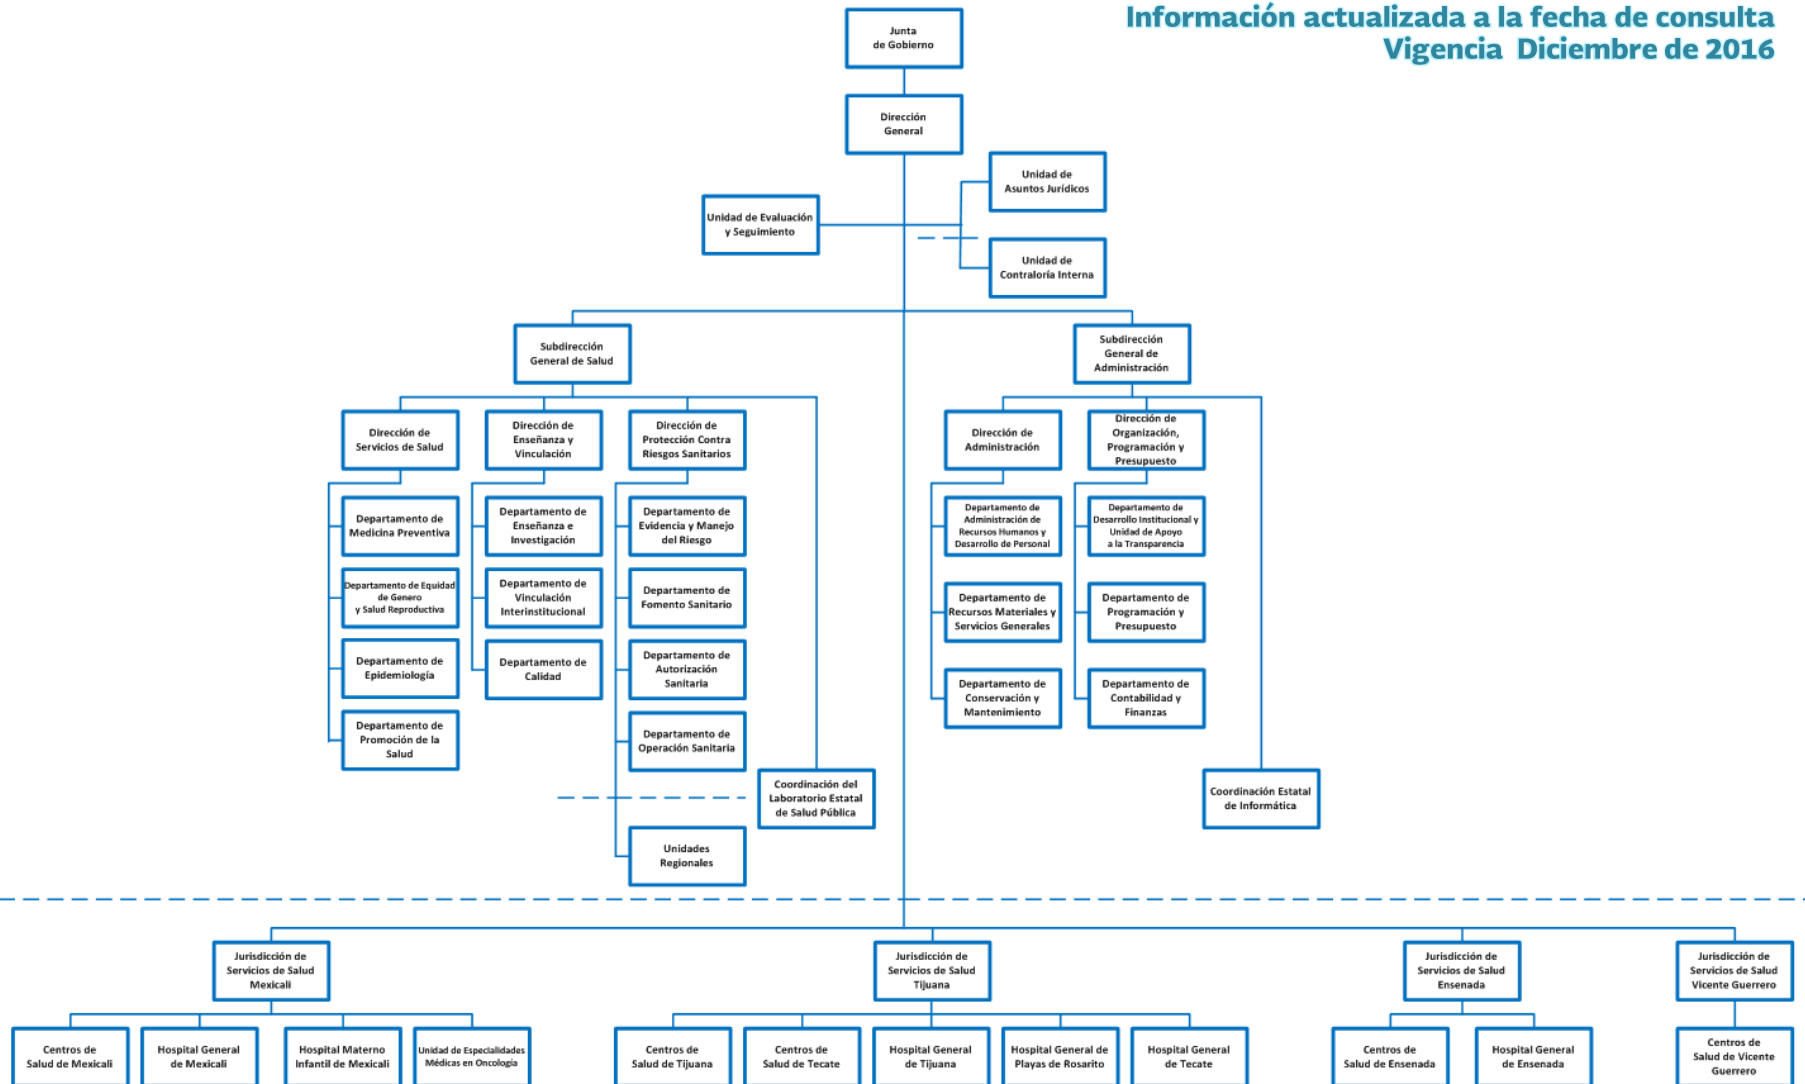 Información actualizada a la fecha de consulta
Vigencia Diciembre de 2016
Junta
de Gobierno
Dirección
General
Unidad de
Asuntos Jurídicos
Unidad de Evaluación
y Seguimiento
Unidad de
Contraloría Interna
Subdirección
General de Salud
Subdirección
General de
Administración
Dirección de
Servicios de Salud
Dirección de
Enseñanza y
Vinculación
Dirección de
Protección Contra
Riesgos Sanitarios
Dirección de
Administración
Dirección de
Organización,
Programación y
Presupuesto
Departamento de
Medicina Preventiva
Departamento de
Enseñanza e
Investigación
Departamento de
Evidencia y Manejo
del Riesgo
Departamento de
Administración de
Recursos Humanos y
Desarrollo de Personal
Departamento de
Desarrollo Institucional y
Unidad de Apoyo
a la Transparencia
Departamento de Equidad
de Genero
y Salud Reproductiva
Departamento de
Vinculación
Interinstitucional
Departamento de
Fomento Sanitario
Departamento de
Recursos Materiales y
Servicios Generales
Departamento de
Programación y
Presupuesto
Departamento de
Epidemiología
Departamento de
Calidad
Departamento de
Autorización
Sanitaria
Departamento de
Conservación y
Mantenimiento
Departamento de
Contabilidad y
Finanzas
Departamento de
Promoción de la
Salud
Departamento de
Operación Sanitaria
Coordinación del
Laboratorio Estatal
de Salud Pública
Coordinación Estatal
de Informática
Unidades
Regionales
Jurisdicción de
Servicios de Salud
Mexicali
Jurisdicción de
Servicios de Salud
Tijuana
Jurisdicción de
Servicios de Salud
Ensenada
Jurisdicción de
Servicios de Salud
Vicente Guerrero
Centros de
Salud de Mexicali
Hospital General
de Mexicali
Hospital Materno
Infantil de Mexicali
Unidad de Especialidades
Médicas en Oncología
Centros de
Salud de Tijuana
Centros de
Salud de Tecate
Hospital General
de Tijuana
Hospital General de
Playas de Rosarito
Hospital General
de Tecate
Centros de
Salud de Ensenada
Hospital General
de Ensenada
Centros de
Salud de Vicente
Guerrero